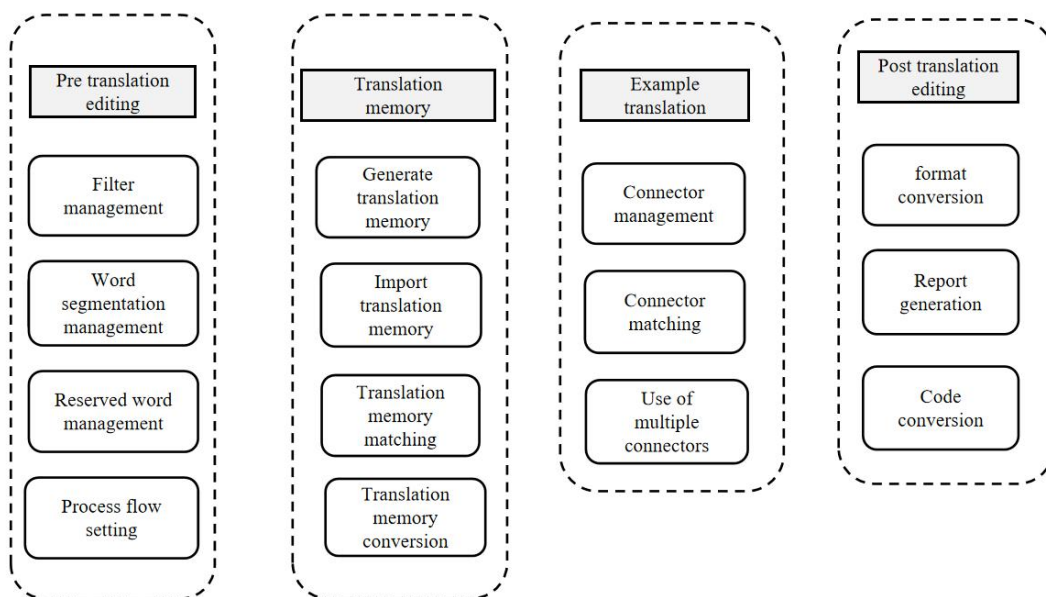 Pre translation
editing
Filter
management
Word
segmentation
management
Reserved word
management
Process flow
setting
Translation
memory
Generate
translation
memory
Import
translation
memory
Translation
memory
matching
Translation
memory
conversion
Example
translation
Connector
management
Connector
matching
Use of
multiple
connectors
Post translation
editing
format
conversion
Report
generation
Code
conversion